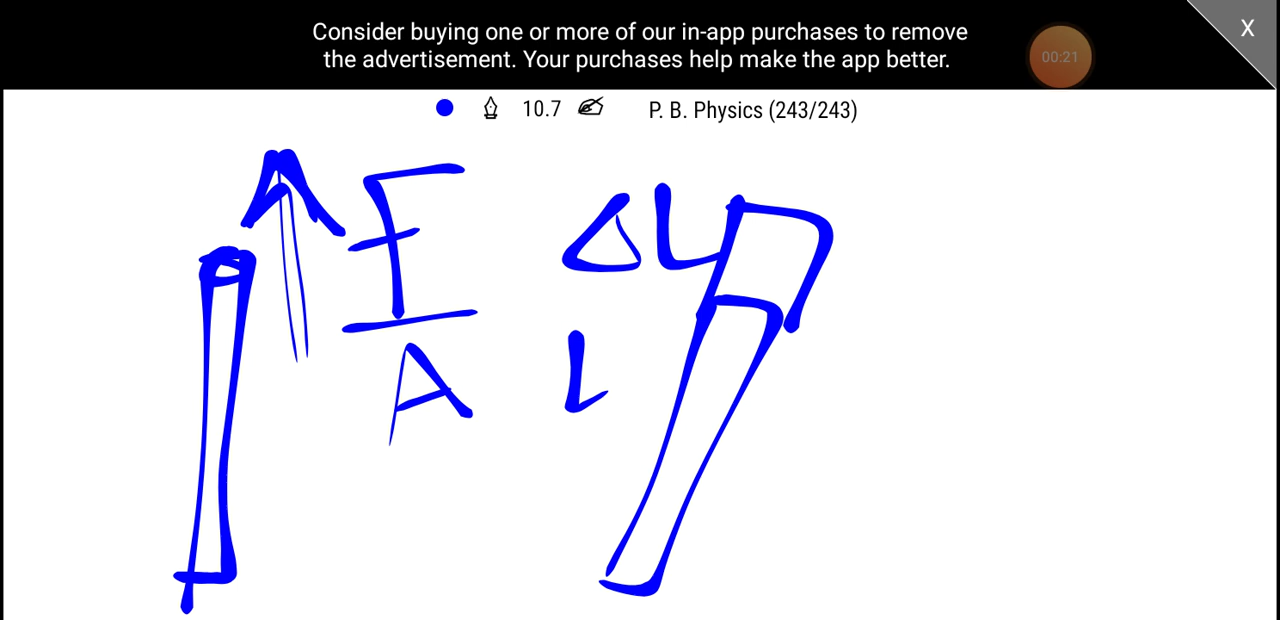 Consider buying one or more of our in-app purchases to remove
the advertisement. Your purchases help make the app better.
X
00:21
10.7 P. B. Physics (243/243)
F
A
ΔL
L